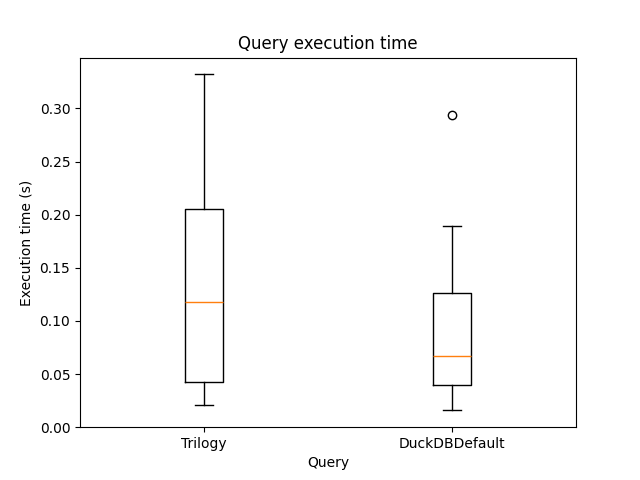 Query execution time
Execution time (s)
0.30
0.25
0.20
0.15
0.10
0.05
0.00
Trilogy
DuckDBDefault
Query